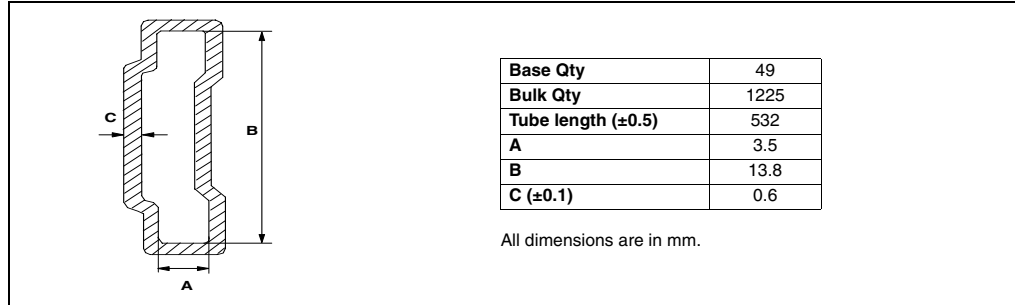 C
B
A
Base Qty 49
Bulk Qty 1225
Tube length (±0.5) 532
A 3.5
B 13.8
C (±0.1) 0.6
All dimensions are in mm.